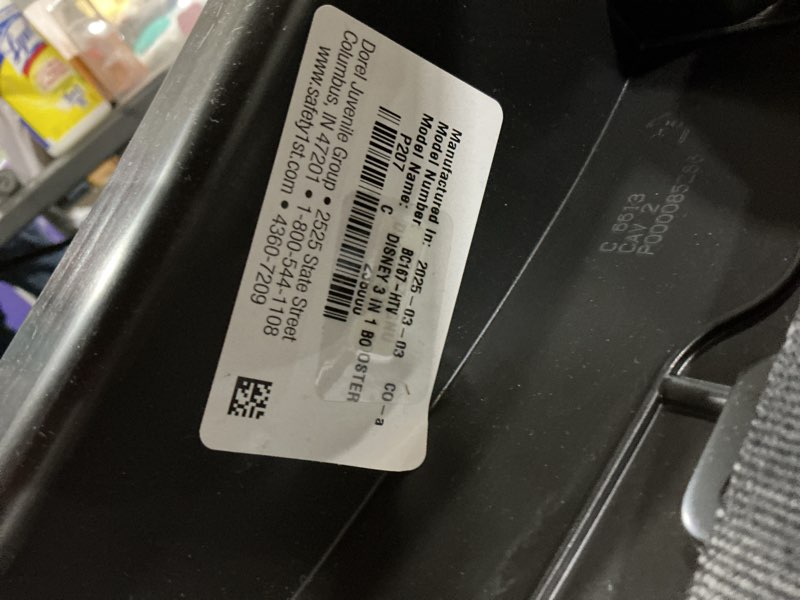 Manufactured In: 2025-03-03 CO-a
Model Number: BC167-HTV
Model Name: DISNEY 3 IN 1 BOOSTER
P207 C
Dorel Juvenile Group • 2525 State Street
Columbus, IN 47201 • 1-800-544-1108
www.safety1st.com • 4360-7209
C 6613
CAV 2